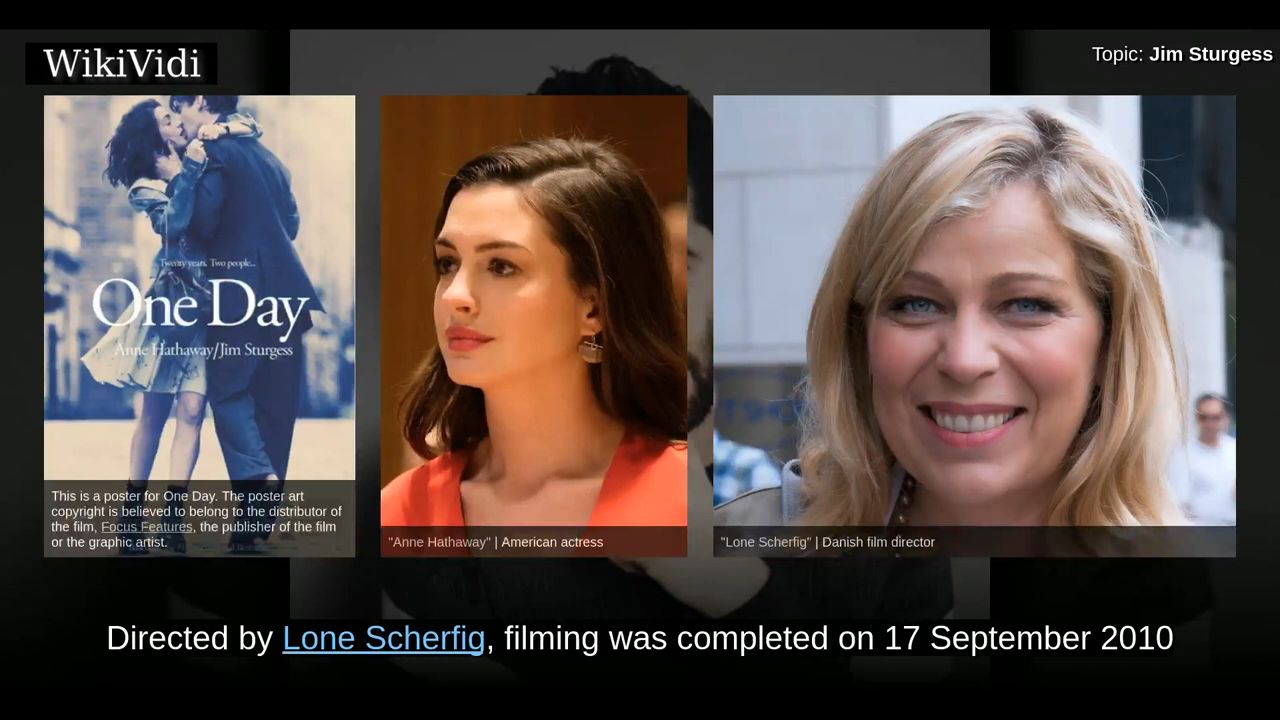 WikiVidi
Topic: Jim Sturgess
Twenty years. Two people...
One Day
Anne Hathaway/Jim Sturgess
This is a poster for One Day. The poster art
copyright is believed to belong to the distributor of
the film, Focus Features, the publisher of the film
or the graphic artist.
"Anne Hathaway" | American actress
"Lone Scherfig" | Danish film director
Directed by Lone Scherfig, filming was completed on 17 September 2010